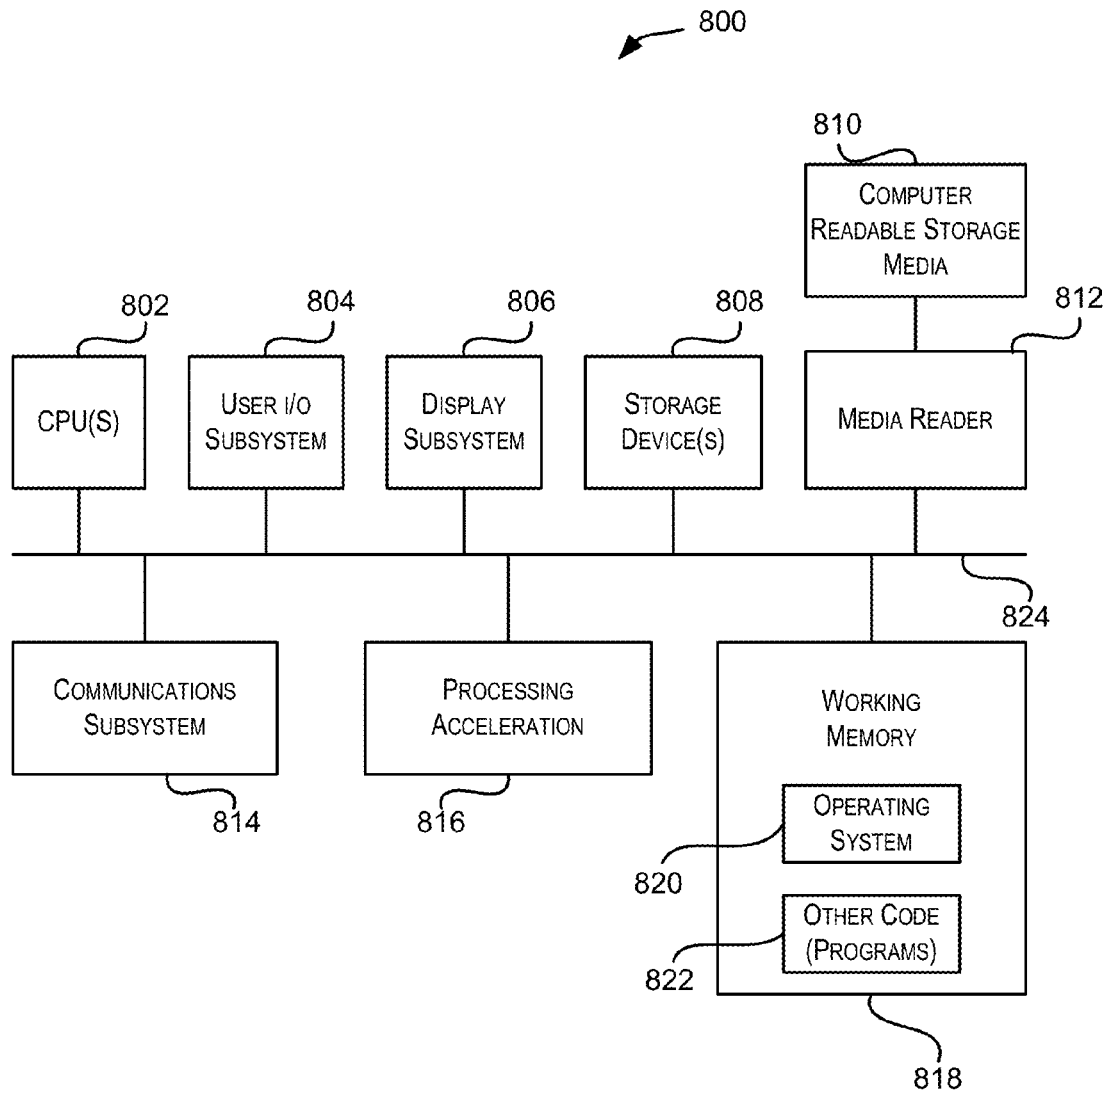 800
810
COMPUTER
READABLE STORAGE
MEDIA
802
804
806
808
812
CPU(S)
USER I/O
SUBSYSTEM
DISPLAY
SUBSYSTEM
STORAGE
DEVICE(S)
MEDIA READER
824
COMMUNICATIONS
SUBSYSTEM
PROCESSING
ACCELERATION
WORKING
MEMORY
814
816
OPERATING
SYSTEM
820
OTHER CODE
(PROGRAMS)
822
818